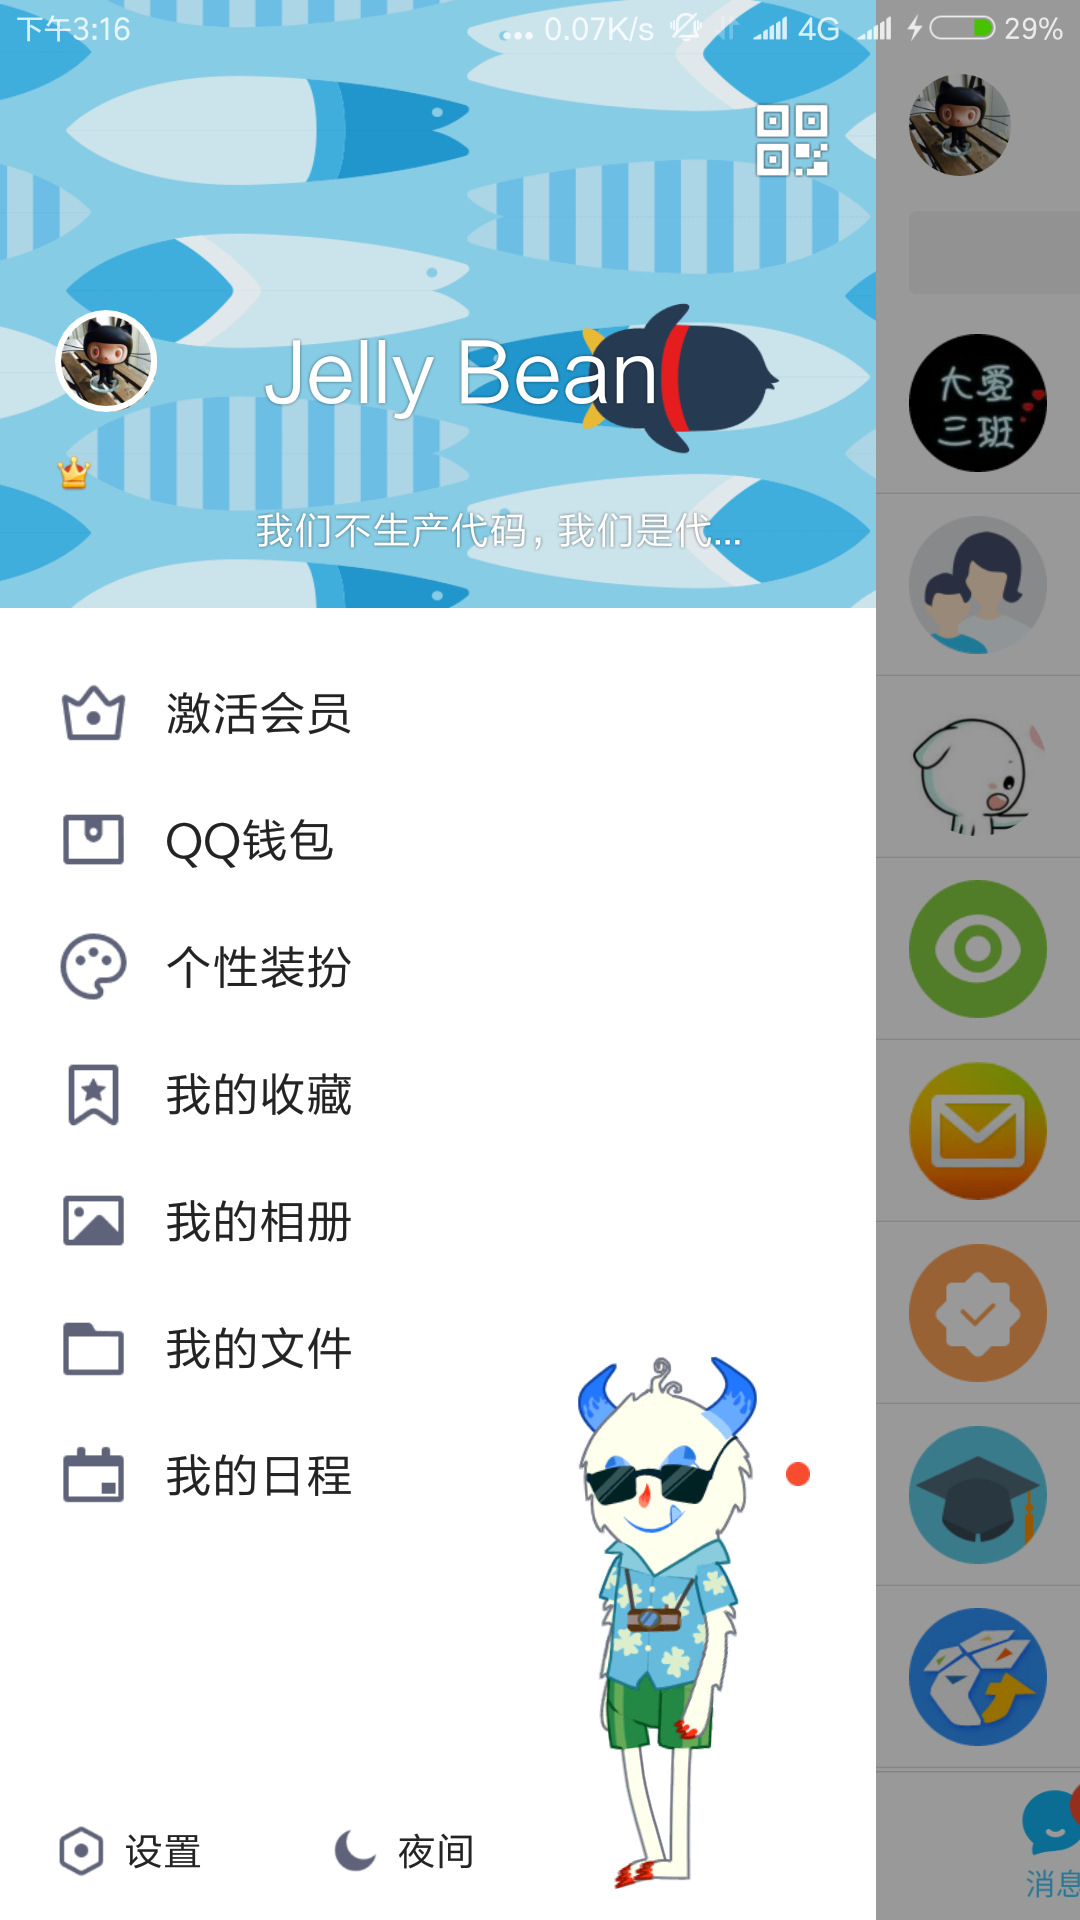 下午3:16
... 0.07K/s
4G
29%
Jelly Bean
我们不生产代码，我们是代...
大爱
三班
激活会员
QQ钱包
个性装扮
我的收藏
我的相册
我的文件
我的日程
设置
夜间
消息